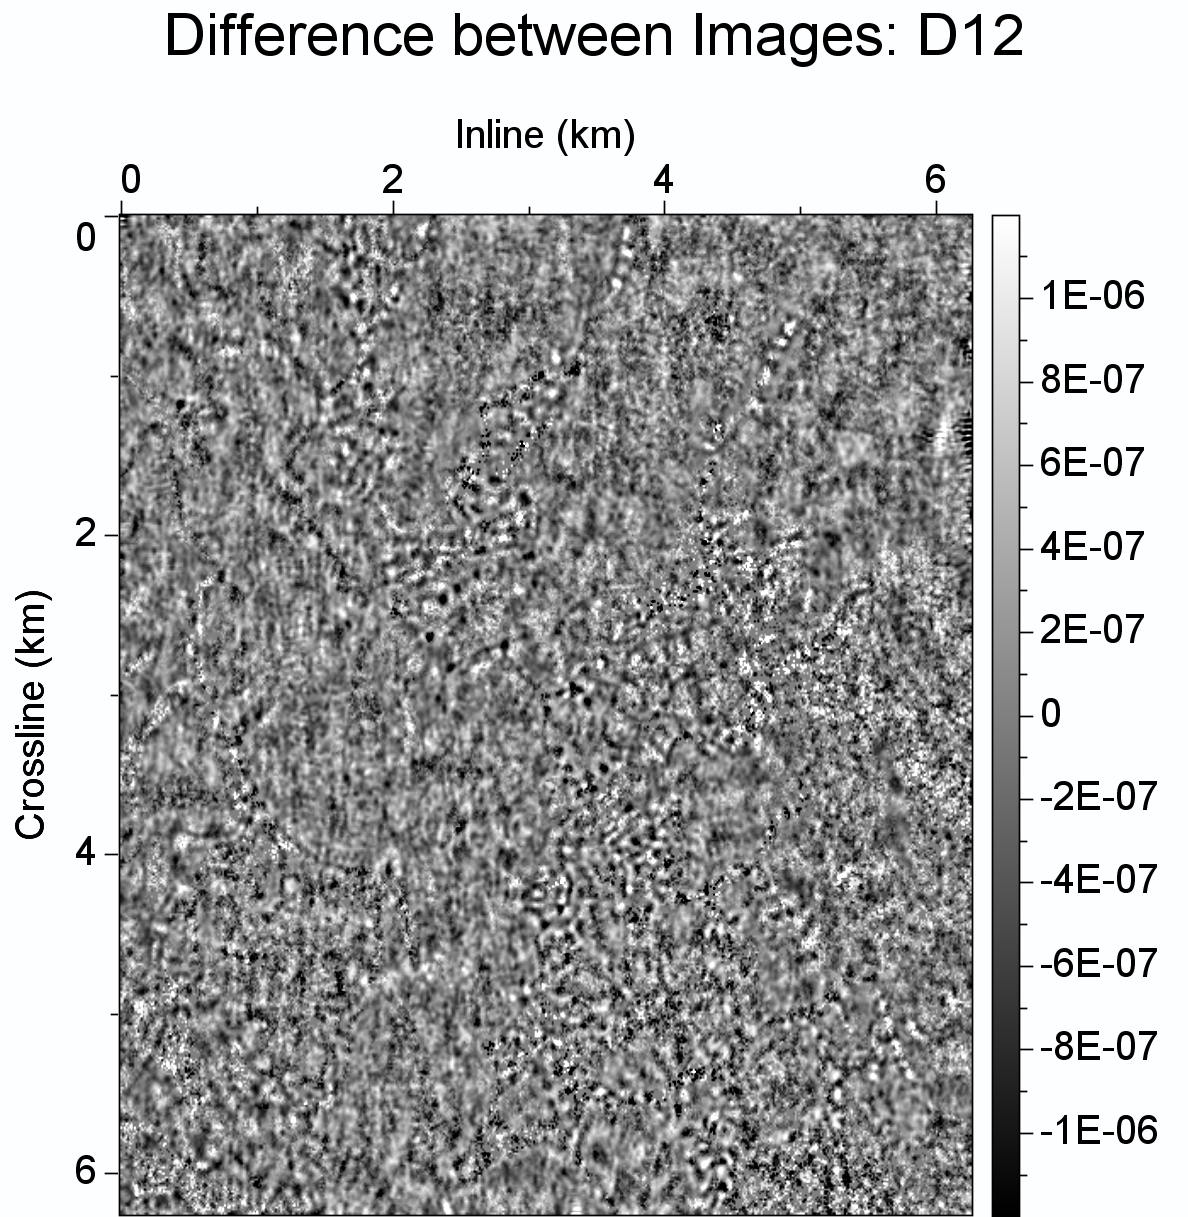 Difference between Images: D12
Inline (km)
0 2 4 6
0
2
4
6
Crossline (km)
1E-06
8E-07
6E-07
4E-07
2E-07
0
-2E-07
-4E-07
-6E-07
-8E-07
-1E-06